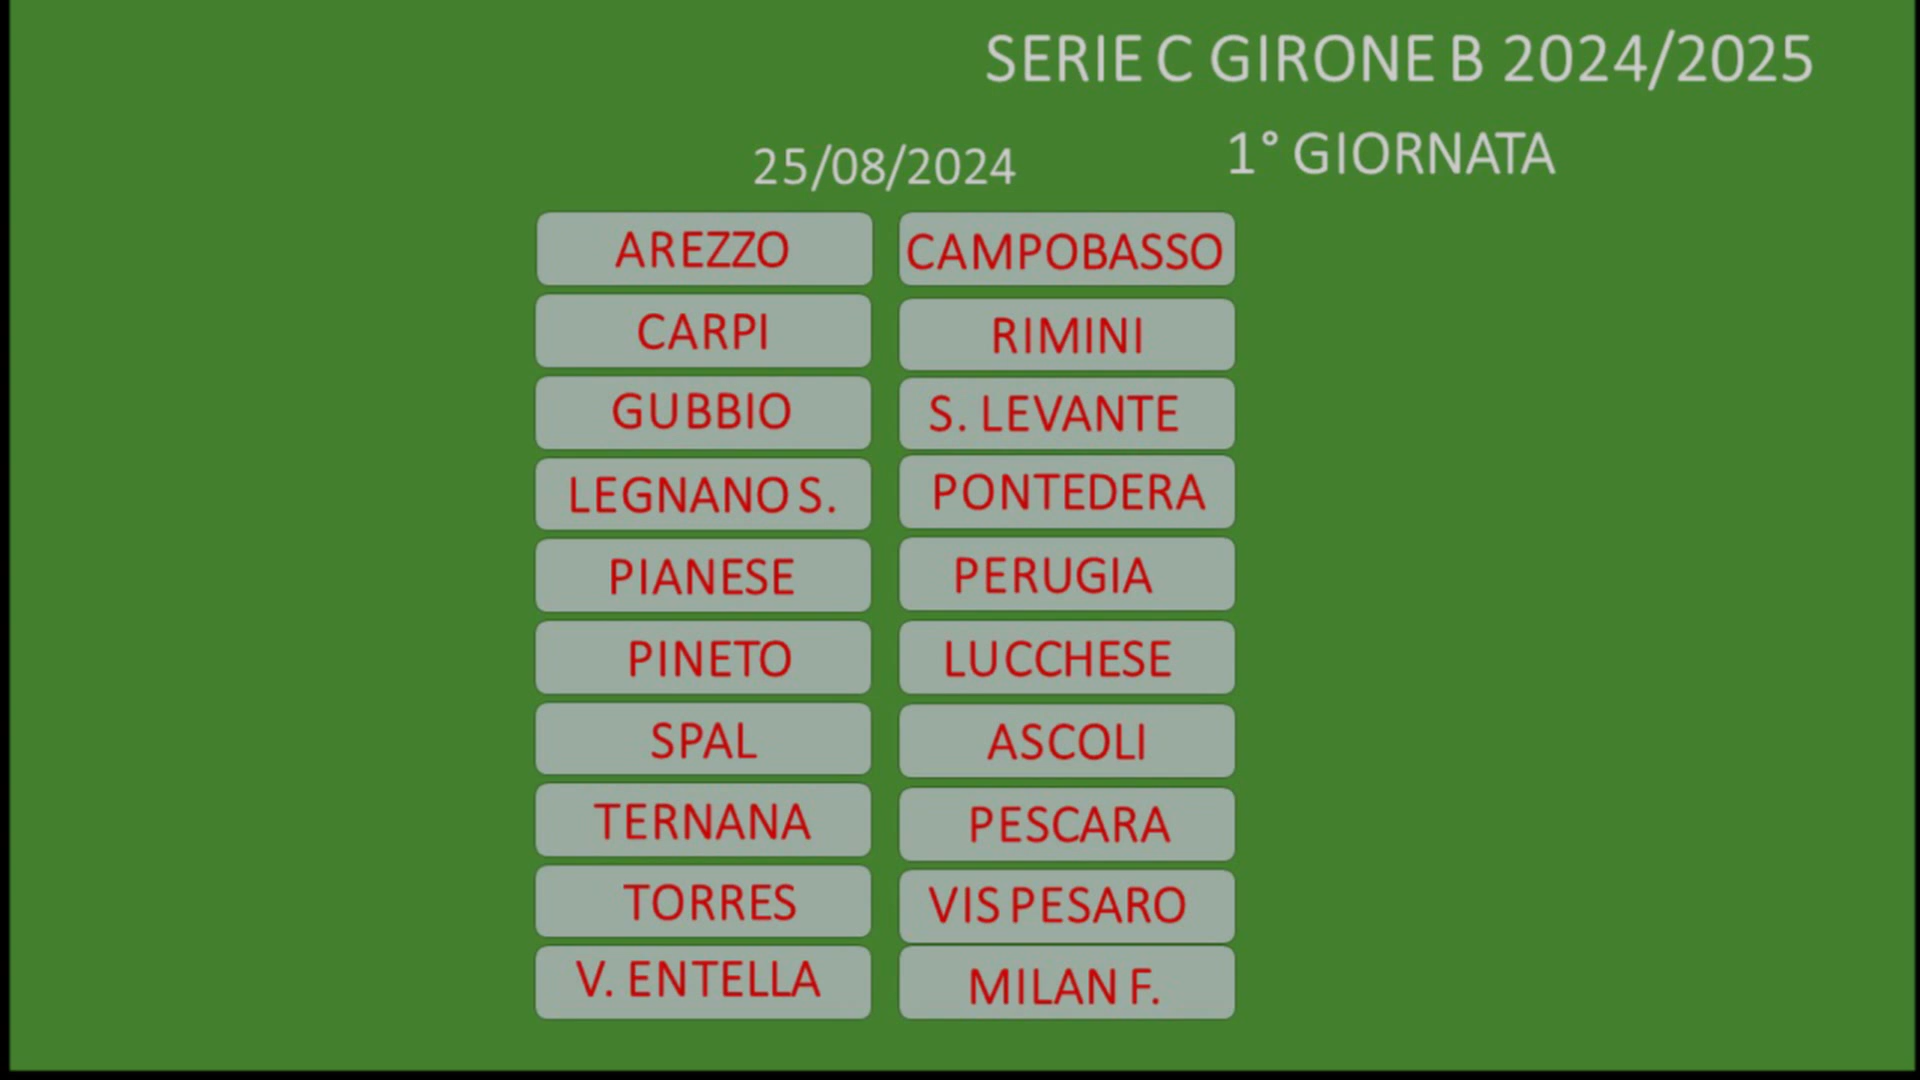 SERIE C GIRONE B 2024/2025
25/08/2024 1° GIORNATA
AREZZO CAMPOBASSO
CARPI RIMINI
GUBBIO S. LEVANTE
LEGNANO S. PONTEDERA
PIANESE PERUGIA
PINETO LUCCHESE
SPAL ASCOLI
TERNANA PESCARA
TORRES VIS PESARO
V. ENTELLA MILAN F.